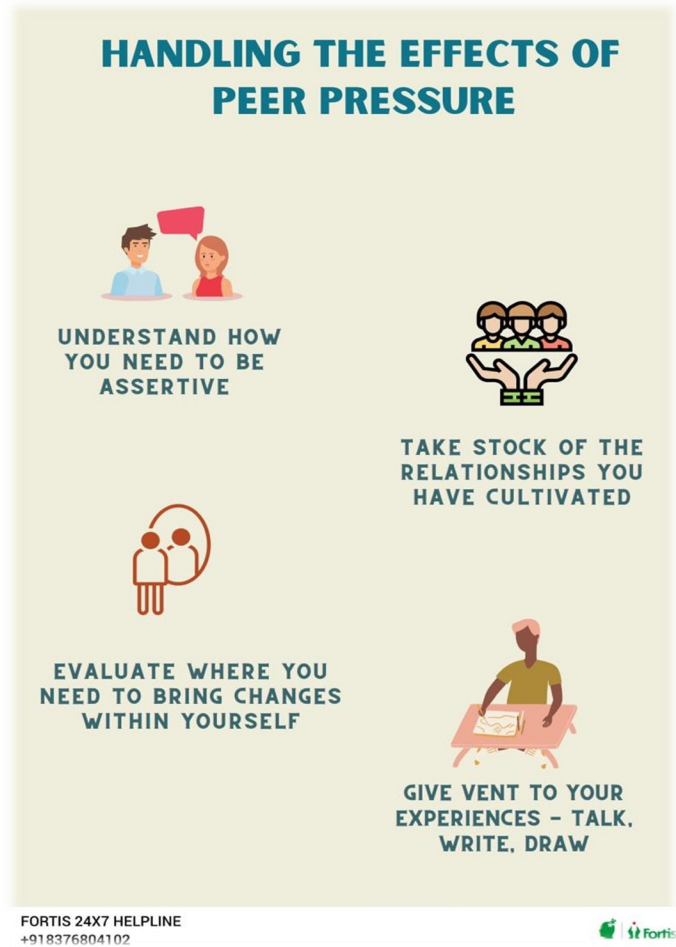 HANDLING THE EFFECTS OF
PEER PRESSURE
UNDERSTAND HOW
YOU NEED TO BE
ASSERTIVE
TAKE STOCK OF THE
RELATIONSHIPS YOU
HAVE CULTIVATED
EVALUATE WHERE YOU
NEED TO BRING CHANGES
WITHIN YOURSELF
GIVE VENT TO YOUR
EXPERIENCES – TALK,
WRITE, DRAW
FORTIS 24X7 HELPLINE
+918376804102
Fortis